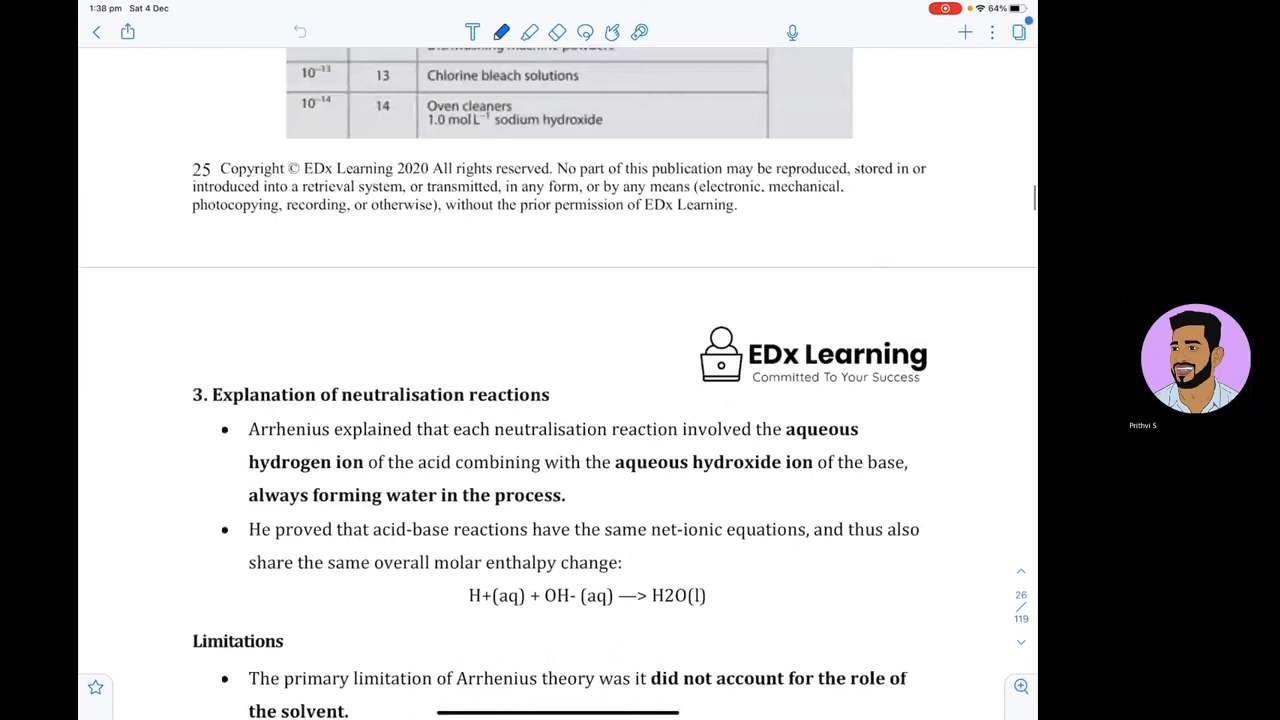 1:38 pm Sat 4 Dec
64%
Dishwashing machine powders
10⁻¹³ 13 Chlorine bleach solutions
10⁻¹⁴ 14 Oven cleaners
1.0 mol L⁻¹ sodium hydroxide
25 Copyright © EDx Learning 2020 All rights reserved. No part of this publication may be reproduced, stored in or
introduced into a retrieval system, or transmitted, in any form, or by any means (electronic, mechanical,
photocopying, recording, or otherwise), without the prior permission of EDx Learning.
EDx Learning
Committed To Your Success
3. Explanation of neutralisation reactions
• Arrhenius explained that each neutralisation reaction involved the aqueous
hydrogen ion of the acid combining with the aqueous hydroxide ion of the base,
always forming water in the process.
• He proved that acid-base reactions have the same net-ionic equations, and thus also
share the same overall molar enthalpy change:
H+(aq) + OH- (aq) —> H2O(l)
Limitations
• The primary limitation of Arrhenius theory was it did not account for the role of
the solvent.
26
/
119
Prithvi S